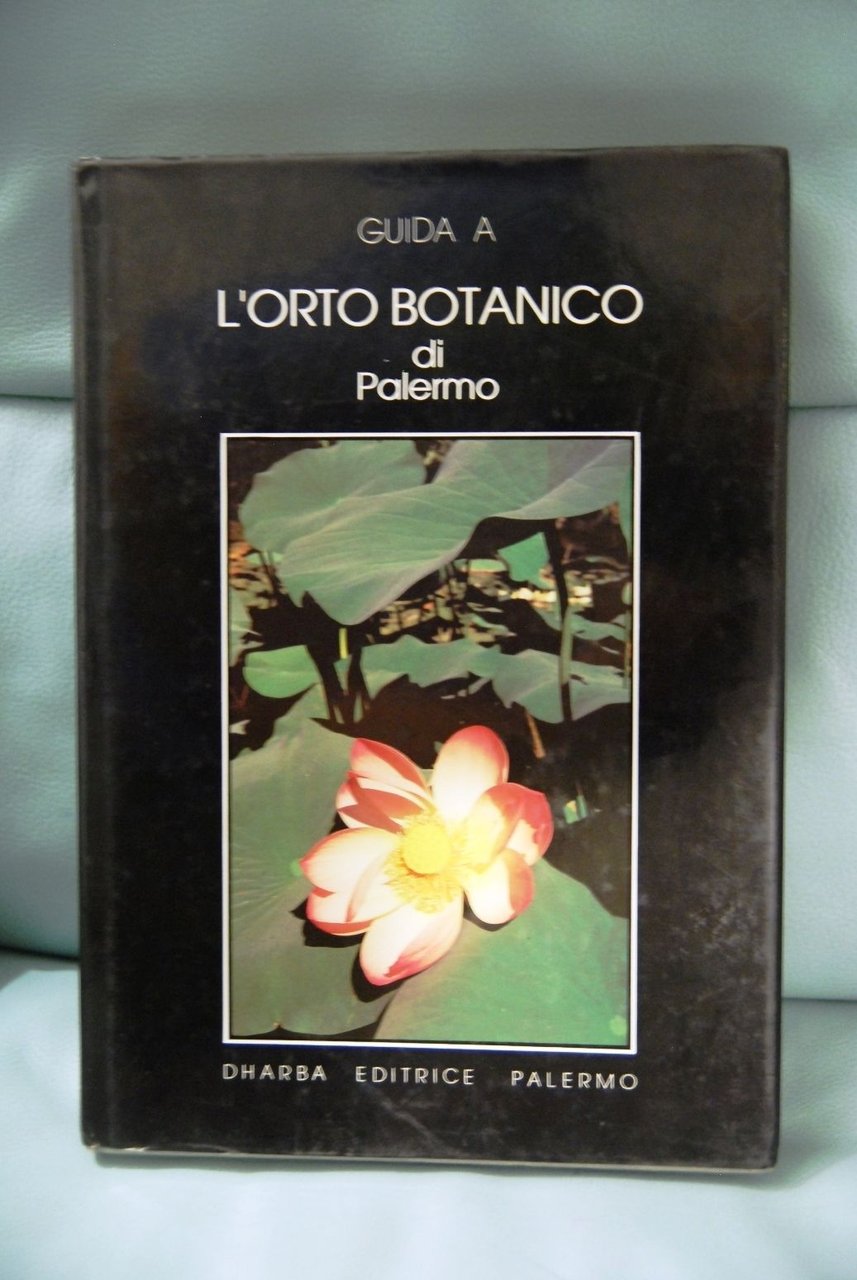 GUIDA A
L'ORTO BOTANICO
di
Palermo
DHARBA EDITRICE PALERMO